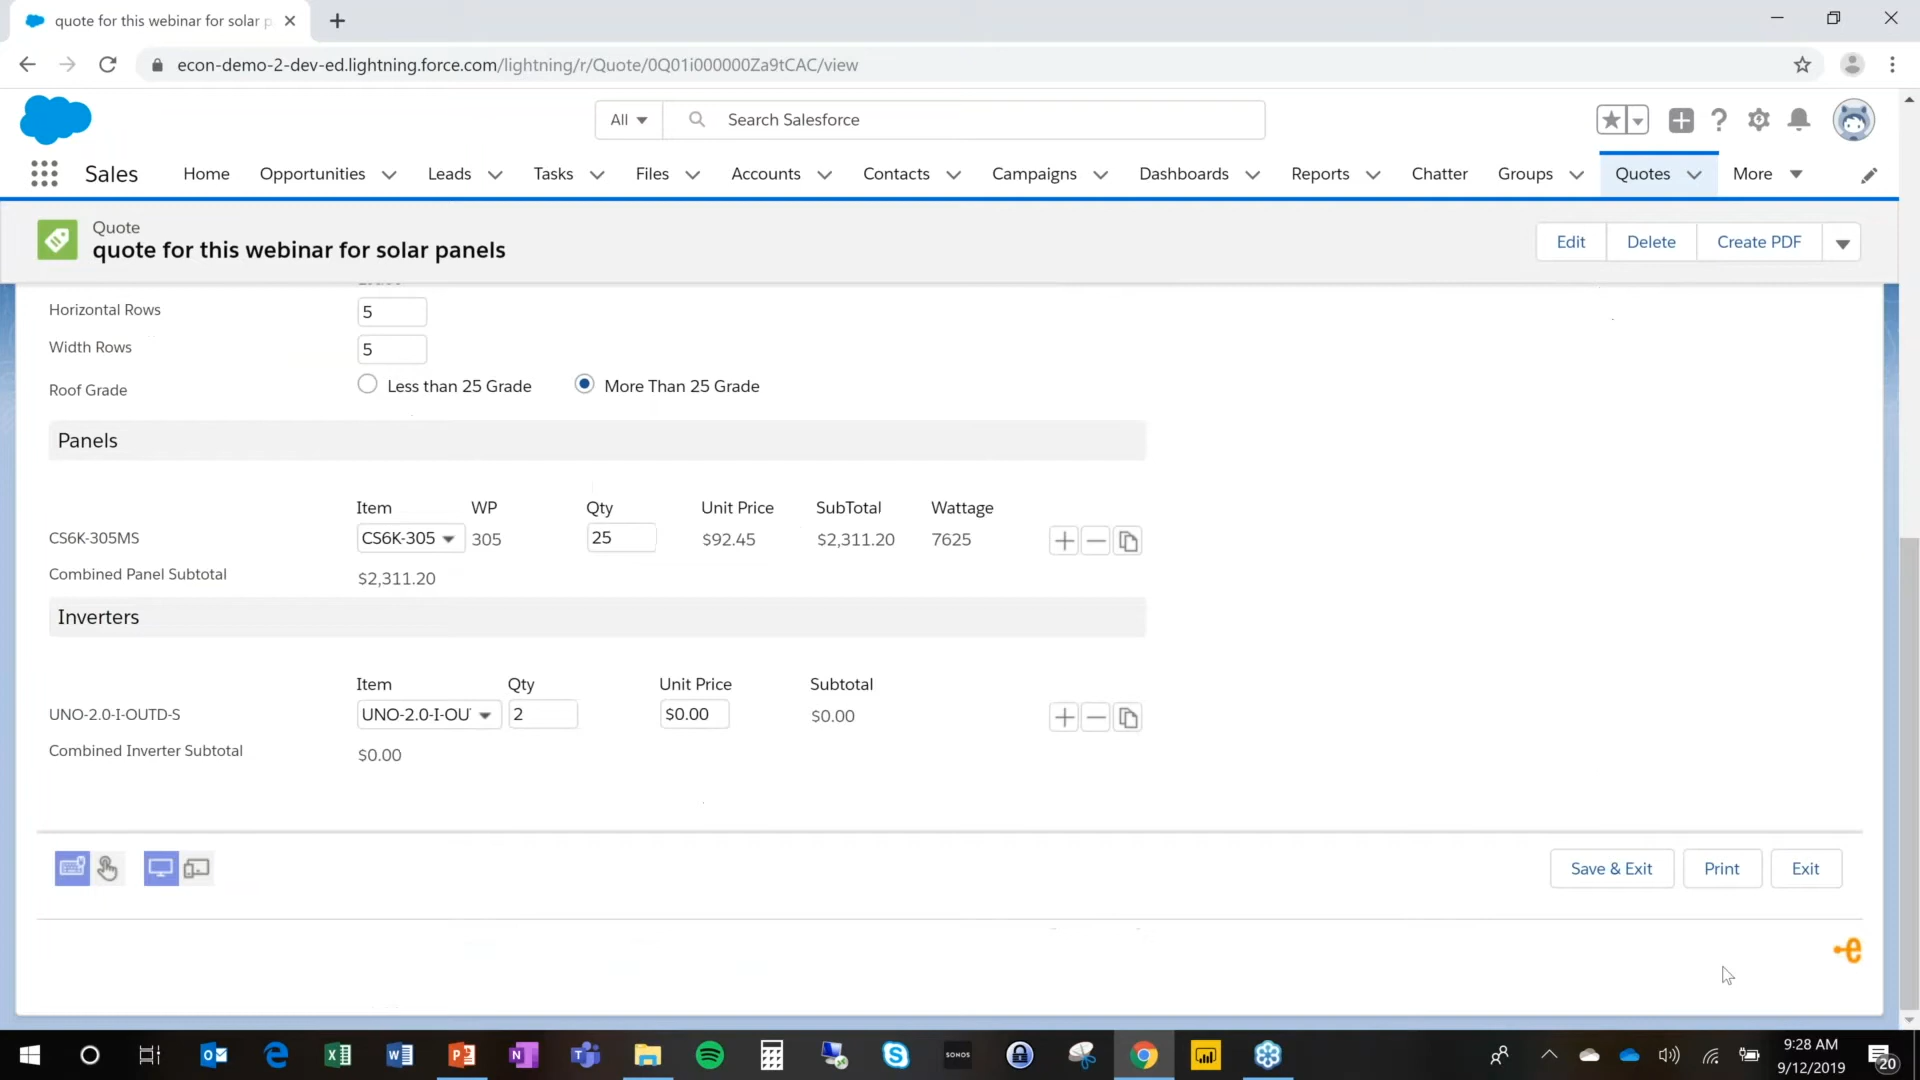 quote for this webinar for solar p
econ-demo-2-dev-ed.lightning.force.com/lightning/r/Quote/0Q01i000000Za9tCAC/view
All Search Salesforce
Sales Home Opportunities Leads Tasks Files Accounts Contacts Campaigns Dashboards Reports Chatter Groups Quotes More
Quote
quote for this webinar for solar panels
Edit Delete Create PDF
Horizontal Rows 5
Width Rows 5
Roof Grade Less than 25 Grade More Than 25 Grade
Panels
Item WP Qty Unit Price SubTotal Wattage
CS6K-305MS CS6K-305 305 25 $92.45 $2,311.20 7625
Combined Panel Subtotal $2,311.20
Inverters
Item Qty Unit Price Subtotal
UNO-2.0-I-OUTD-S UNO-2.0-I-OU 2 $0.00 $0.00
Combined Inverter Subtotal $0.00
Save & Exit Print Exit
e
SONOS
9:28 AM
9/12/2019
20